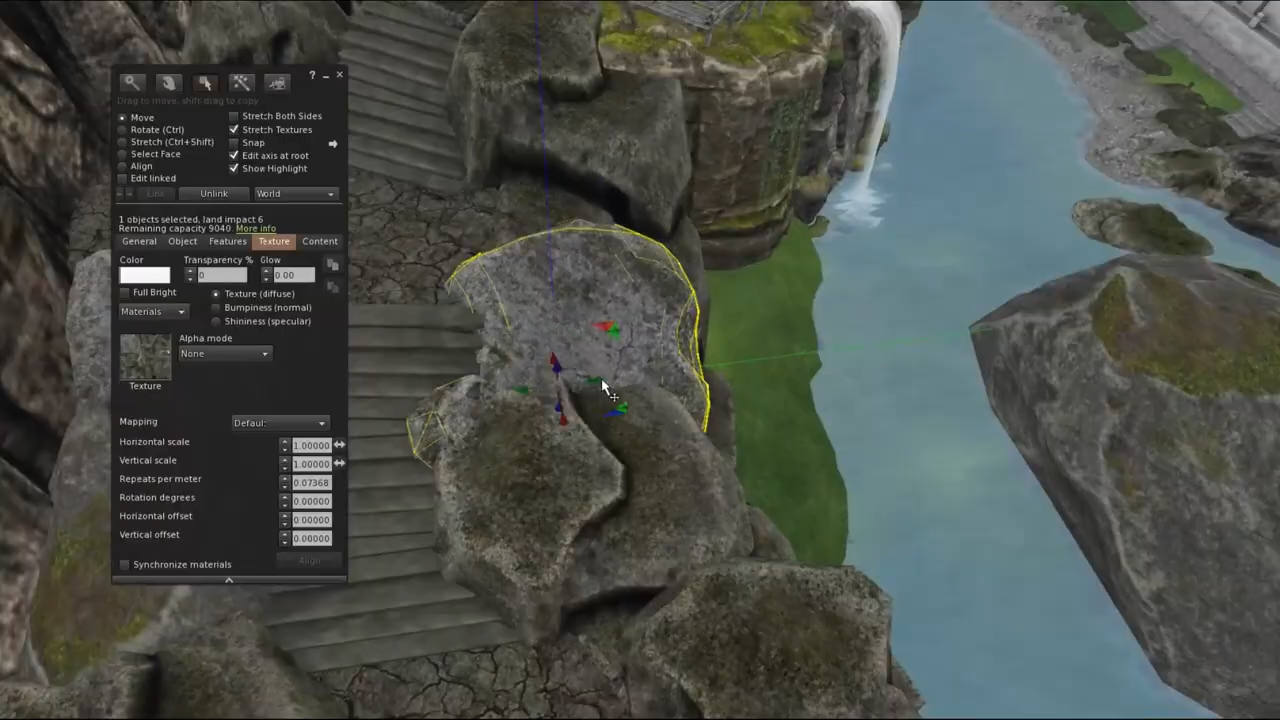 ? – ×
Drag to move, shift-drag to copy
Move
Rotate (Ctrl)
Stretch (Ctrl+Shift)
Select Face
Align
Edit linked
Stretch Both Sides
Stretch Textures
Snap
Edit axis at root
Show Highlight
Link Unlink World
1 objects selected, land impact 6
Remaining capacity 9040 More info
General Object Features Texture Content
Color Transparency % Glow
0 0.00
Full Bright
Materials
Texture (diffuse)
Bumpiness (normal)
Shininess (specular)
Texture
Alpha mode
None
Mapping Default
Horizontal scale 1.00000
Vertical scale 1.00000
Repeats per meter 0.07368
Rotation degrees 0.00000
Horizontal offset 0.00000
Vertical offset 0.00000
Synchronize materials Align